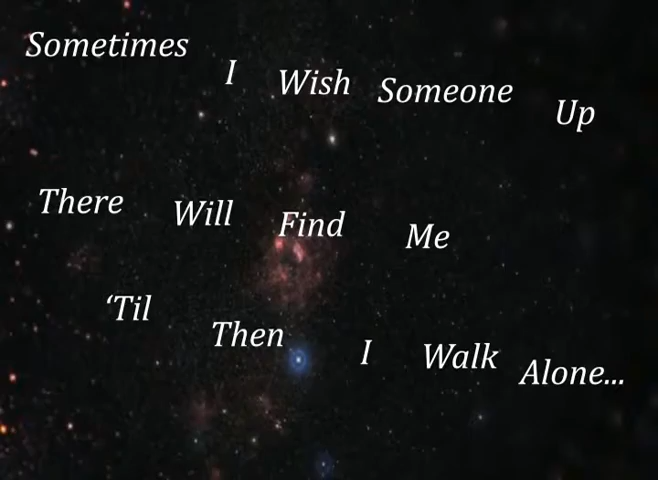 Sometimes I Wish Someone Up
There Will Find Me
‘Til Then I Walk Alone...